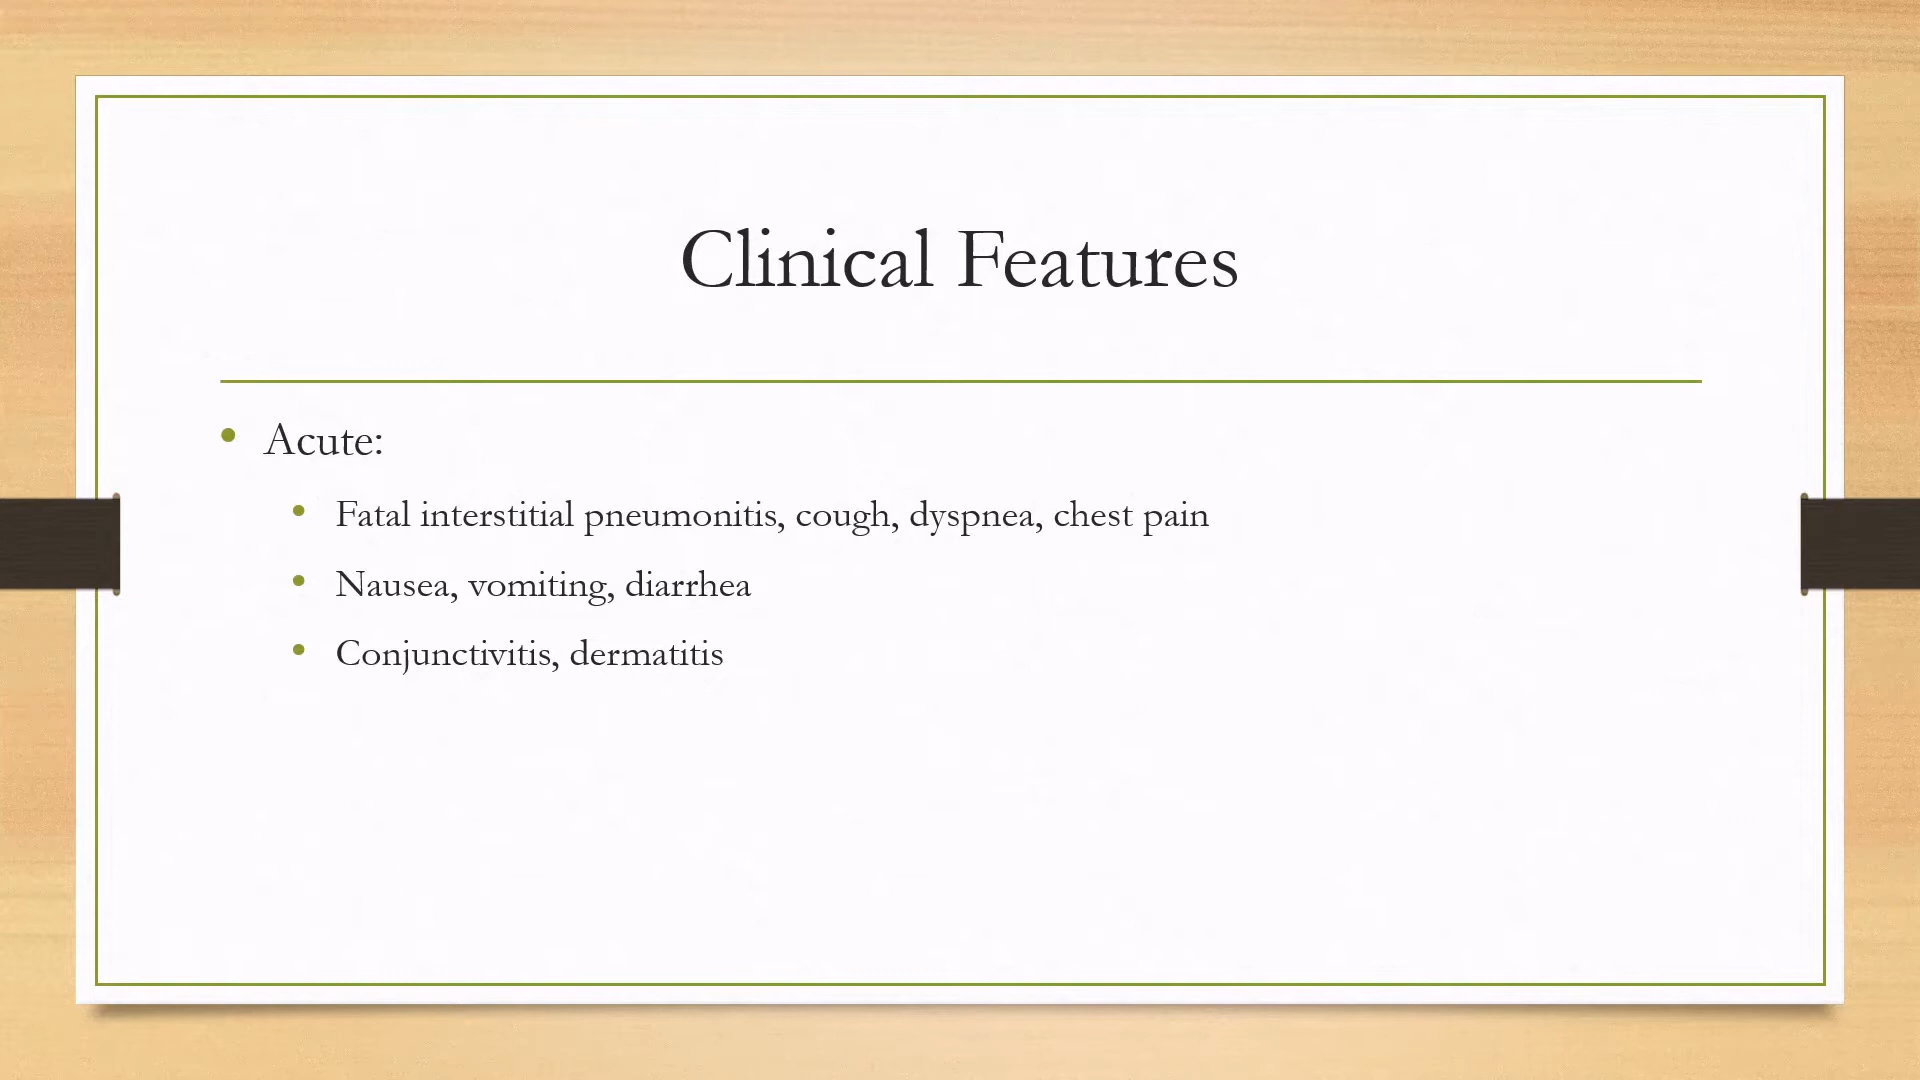 Clinical Features
• Acute:
• Fatal interstitial pneumonitis, cough, dyspnea, chest pain
• Nausea, vomiting, diarrhea
• Conjunctivitis, dermatitis